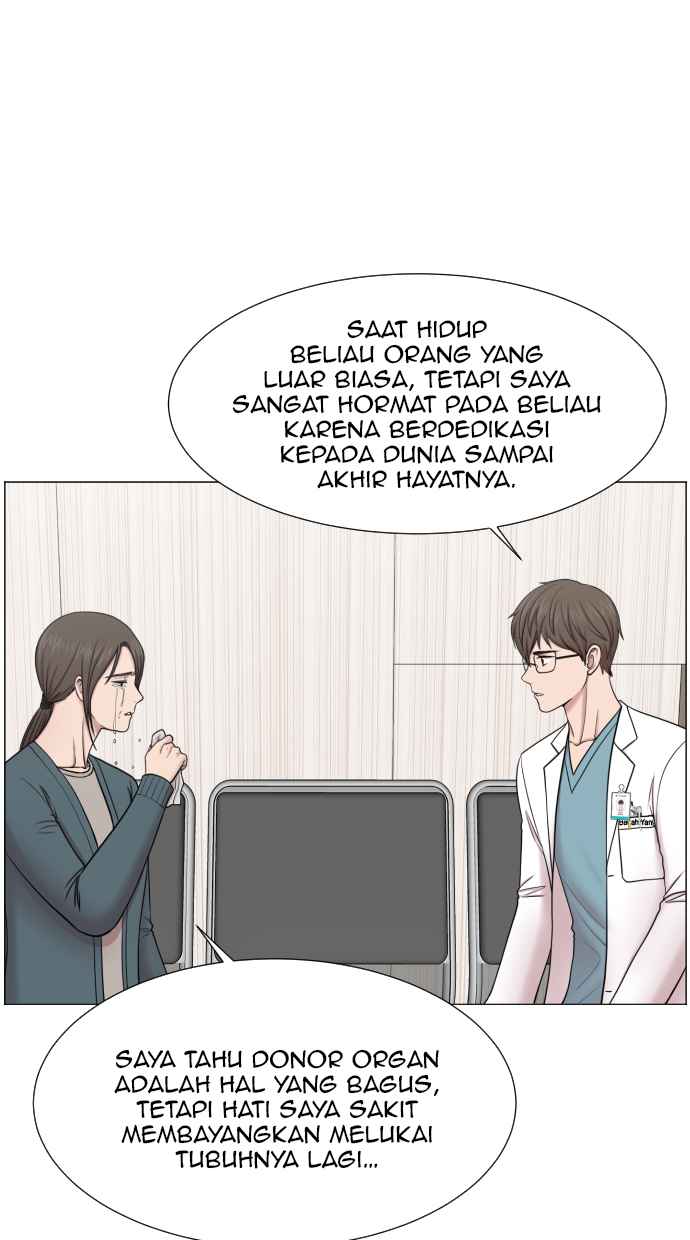 SAAT HIDUP
BELIAU ORANG YANG
LUAR BIASA, TETAPI SAYA
SANGAT HORMAT PADA BELIAU
KARENA BERDEDIKASI
KEPADA DUNIA SAMPAI
AKHIR HAYATNYA.
SAYA TAHU DONOR ORGAN
ADALAH HAL YANG BAGUS,
TETAPI HATI SAYA SAKIT
MEMBAYANGKAN MELUKAI
TUBUHNYA LAGI...